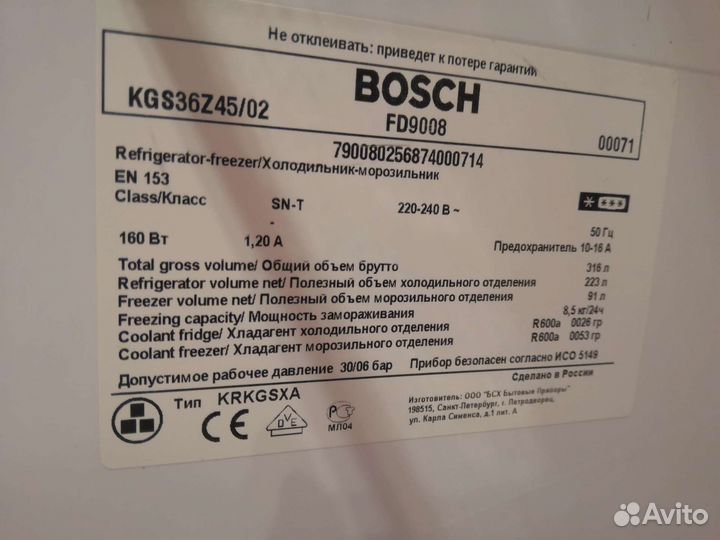 Не отклеивать: приведет к потере гарантии
BOSCH
KGS36Z45/02
FD9008
00071
790080256874000714
Refrigerator-freezer/Холодильник-морозильник
EN 153
Class/Класс SN-T 220-240 В ~
-
50 Гц
160 Вт 1,20 А Предохранитель 10-16 А
Total gross volume/ Общий объем брутто 316 л
Refrigerator volume net/ Полезный объем холодильного отделения 223 л
Freezer volume net/ Полезный объем морозильного отделения 91 л
Freezing capacity/ Мощность замораживания 8,5 кг/24ч
Coolant fridge/ Хладагент холодильного отделения R600a 0026 гр
Coolant freezer/ Хладагент морозильного отделения R600a 0053 гр
Допустимое рабочее давление 30/06 бар Прибор безопасен согласно ИСО 5149
Сделано в России
Тип KRKGSXA
CE
DVE
РСТ
МЛ04
Изготовитель: ООО "БСХ Бытовые Приборы"
198515, Санкт-Петербург, г. Петродворец,
ул. Карла Сименса, д.1 лит. А
Avito